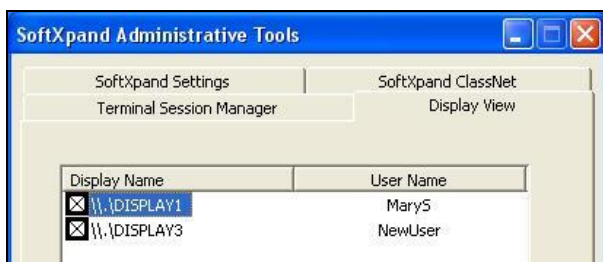 SoftXpand Administrative Tools
SoftXpand Settings SoftXpand ClassNet
Terminal Session Manager Display View
Display Name User Name
\\.\DISPLAY1 MaryS
\\.\DISPLAY3 NewUser